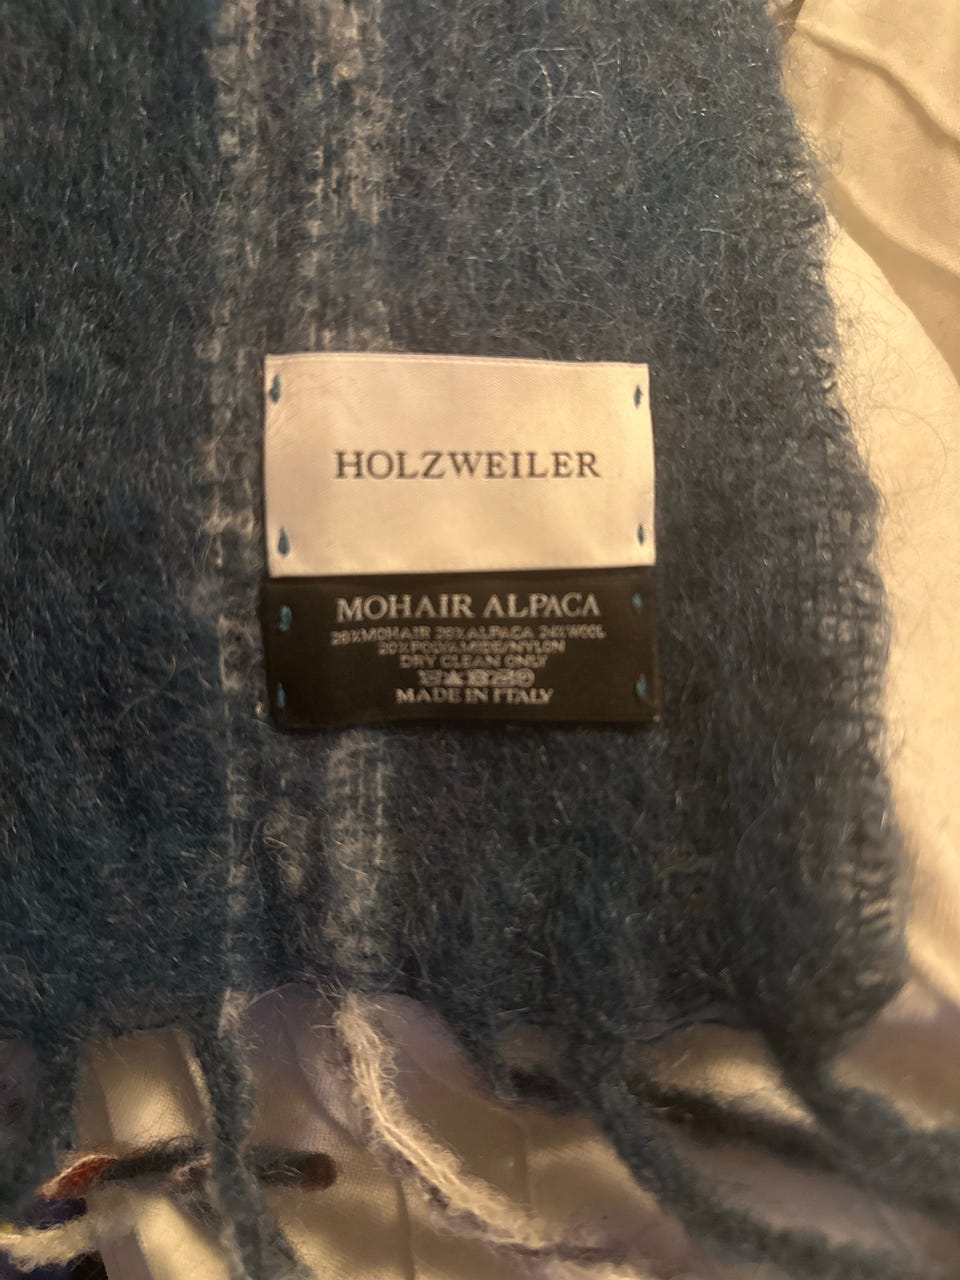 HOLZWEILER
MOHAIR ALPACA
28%MOHAIR 28%ALPACA 24%WOOL
20%POLYAMIDE/NYLON
DRY CLEAN ONLY
MADE IN ITALY